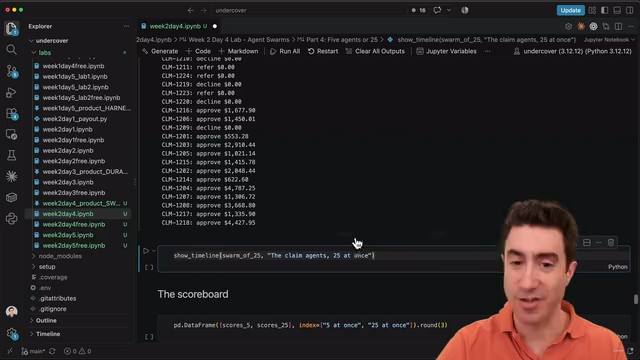 undercover
16
Update
Explorer
undercover
labs
week1day4free.ipynb
week1day5_lab1.ipynb
week1day5_lab2.ipynb
week1day5_lab2free.ipynb
week1day5_product_HARNE...
week2day1_payout.py
week2day1.ipynb
week2day1free.ipynb
week2day2.ipynb
week2day2free.ipynb
week2day3_product_DURA...
week2day3.ipynb
week2day3free.ipynb
week2day4_product_SW... U
week2day4.ipynb U
week2day4free.ipynb U
week2day5.ipynb U
week2day5free.ipynb U
node_modules
setup
.coverage
.env
.gitattributes
Outline
Timeline
main*
week2day4.ipynb U
week2day4.ipynb > Week 2 Day 4 Lab - Agent Swarms > Part 4: Five agents or 25 > show_timeline(swarm_of_25, "The claim agents, 25 at once")
Generate + Code + Markdown Run All Restart Clear All Outputs Jupyter Variables undercover (3.12.12) (Python 3.12.12)
CLM-1210: decline $0.00
CLM-1211: refer $0.00
CLM-1224: refer $0.00
CLM-1219: decline $0.00
CLM-1223: refer $0.00
CLM-1220: decline $0.00
CLM-1216: approve $1,677.90
CLM-1206: approve $1,450.01
CLM-1209: decline $0.00
CLM-1201: approve $553.28
CLM-1203: approve $2,910.44
CLM-1205: approve $1,021.14
CLM-1215: approve $1,415.78
CLM-1202: approve $2,048.44
CLM-1214: approve $622.60
CLM-1204: approve $4,787.25
CLM-1207: approve $1,306.72
CLM-1208: approve $3,668.80
CLM-1217: approve $1,335.90
CLM-1218: approve $4,427.95
show_timeline(swarm_of_25, "The claim agents, 25 at once")
[ ]
Python
The scoreboard
pd.DataFrame([scores_5, scores_25], index=["5 at once", "25 at once"]).round(3)
[ ]
Python